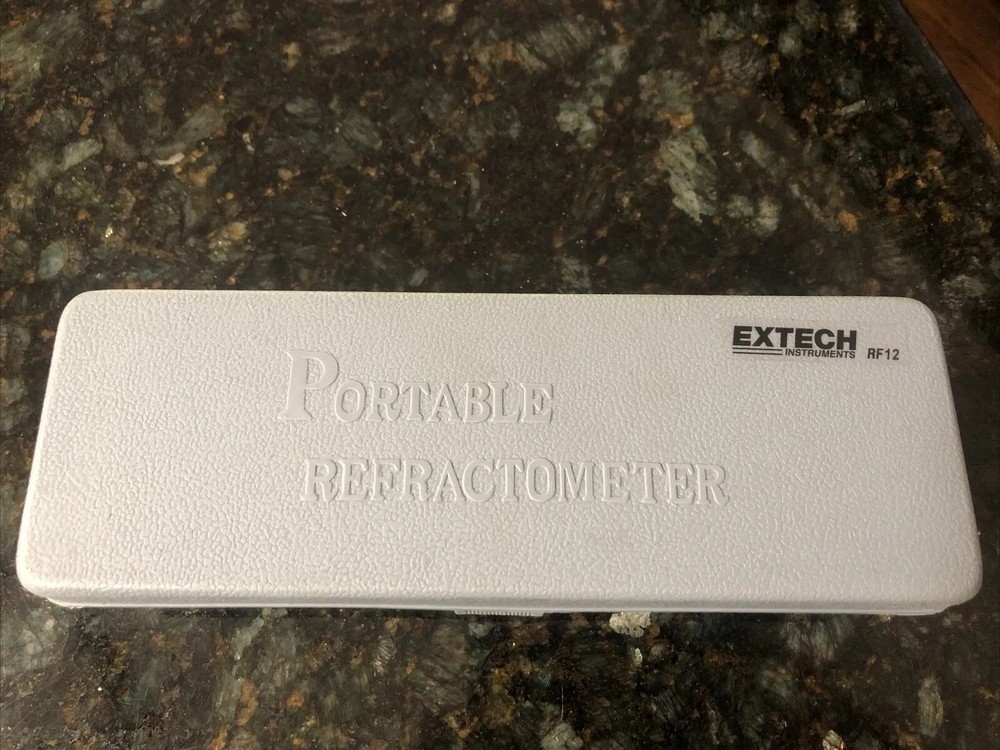 EXTECH
INSTRUMENTS RF12
PORTABLE
REFRACTOMETER